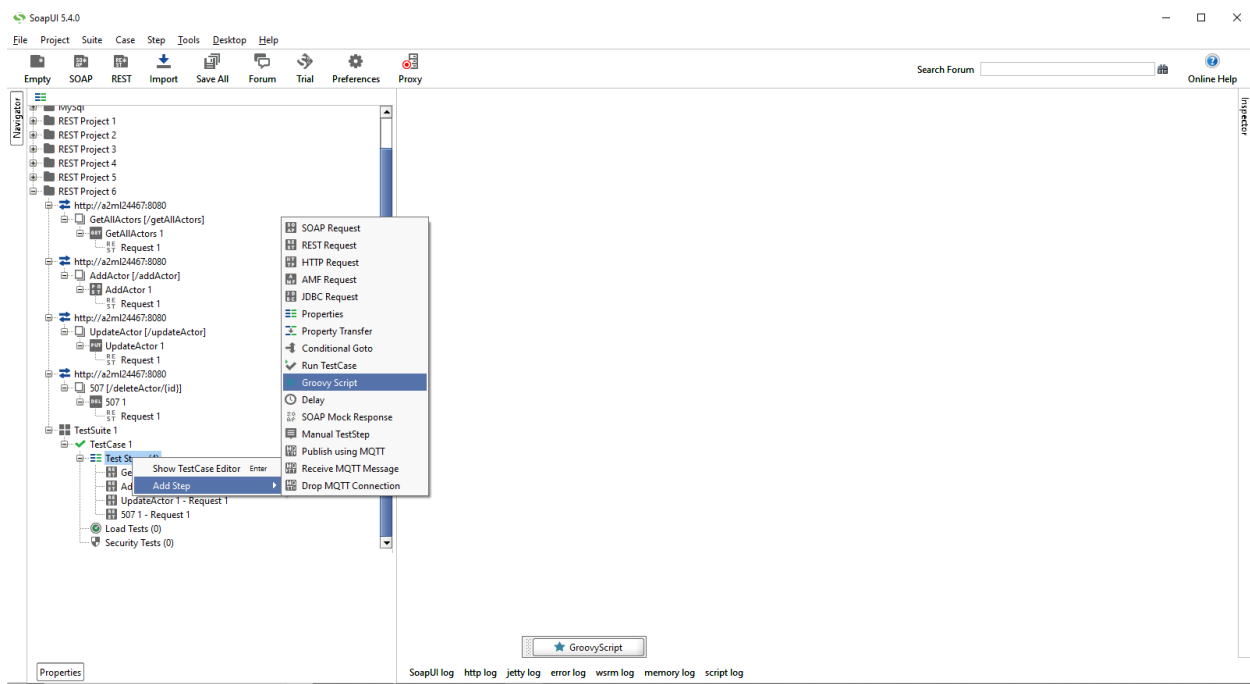 SoapUI 5.4.0
File Project Suite Case Step Tools Desktop Help
Empty SOAP REST Import Save All Forum Trial Preferences Proxy
Search Forum
Online Help
Navigator
Inspector
MySql
REST Project 1
REST Project 2
REST Project 3
REST Project 4
REST Project 5
REST Project 6
http://a2ml24467:8080
GetAllActors [/getAllActors]
GetAllActors 1
Request 1
http://a2ml24467:8080
AddActor [/addActor]
AddActor 1
Request 1
http://a2ml24467:8080
UpdateActor [/updateActor]
UpdateActor 1
Request 1
http://a2ml24467:8080
507 [/deleteActor/{id}]
507 1
Request 1
TestSuite 1
TestCase 1
Test St
Ge
Ad
UpdateActor 1 - Request 1
507 1 - Request 1
Load Tests (0)
Security Tests (0)
Show TestCase Editor Enter
Add Step
SOAP Request
REST Request
HTTP Request
AMF Request
JDBC Request
Properties
Property Transfer
Conditional Goto
Run TestCase
Groovy Script
Delay
SOAP Mock Response
Manual TestStep
Publish using MQTT
Receive MQTT Message
Drop MQTT Connection
GroovyScript
Properties
SoapUI log http log jetty log error log wsrm log memory log script log